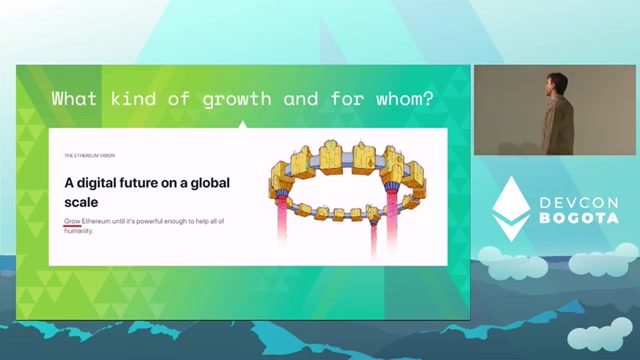 What kind of growth and for whom?
THE ETHEREUM VISION
A digital future on a global
scale
Grow Ethereum until it's powerful enough to help all of
humanity.
DEVCON
BOGOTA